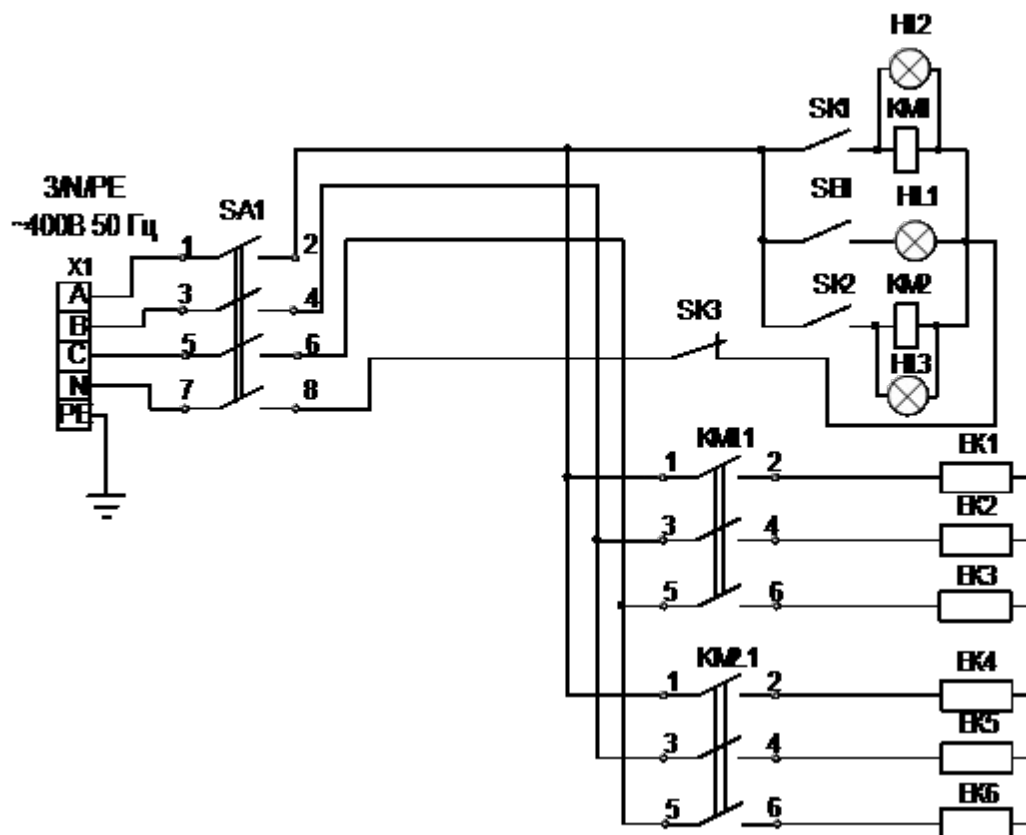 HL2
SK1
KM1
3/N/PE
~400В 50 Гц
SA1
SB1
HL1
1
2
X1
A
3
4
SK2
KM2
B
SK3
C
5
6
HL3
N
7
8
PE
KM1.1
EK1
1
2
EK2
3
4
EK3
5
6
KM2.1
EK4
1
2
EK5
3
4
EK6
5
6